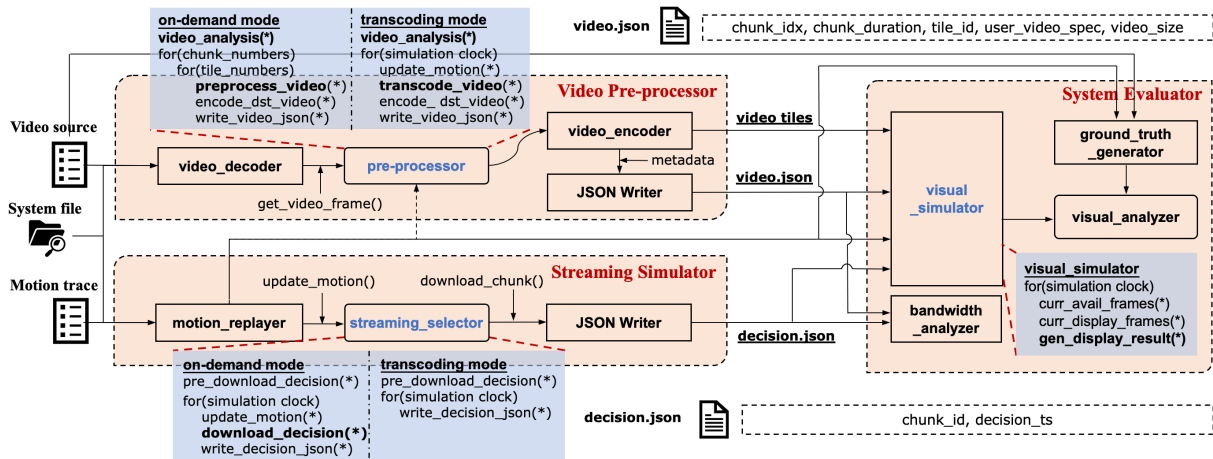 on-demand mode
video_analysis(*)
for(chunk_numbers)
for(tile_numbers)
preprocess_video(*)
encode_dst_video(*)
write_video_json(*)
transcoding mode
video_analysis(*)
for(simulation clock)
update_motion(*)
transcode_video(*)
encode_ dst_video(*)
write_video_json(*)
video.json
chunk_idx, chunk_duration, tile_id, user_video_spec, video_size
Video Pre-processor
System Evaluator
Video source
video_decoder
pre-processor
video_encoder
metadata
JSON Writer
get_video_frame()
video tiles
video.json
visual
_simulator
ground_truth
_generator
visual_analyzer
System file
Motion trace
Streaming Simulator
update_motion()
download_chunk()
motion_replayer
streaming_selector
JSON Writer
decision.json
bandwidth
_analyzer
visual_simulator
for(simulation clock)
curr_avail_frames(*)
curr_display_frames(*)
gen_display_result(*)
on-demand mode
pre_download_decision(*)
for(simulation clock)
update_motion(*)
download_decision(*)
write_decision_json(*)
transcoding mode
pre_download_decision(*)
for(simulation clock)
write_decision_json(*)
decision.json
chunk_id, decision_ts